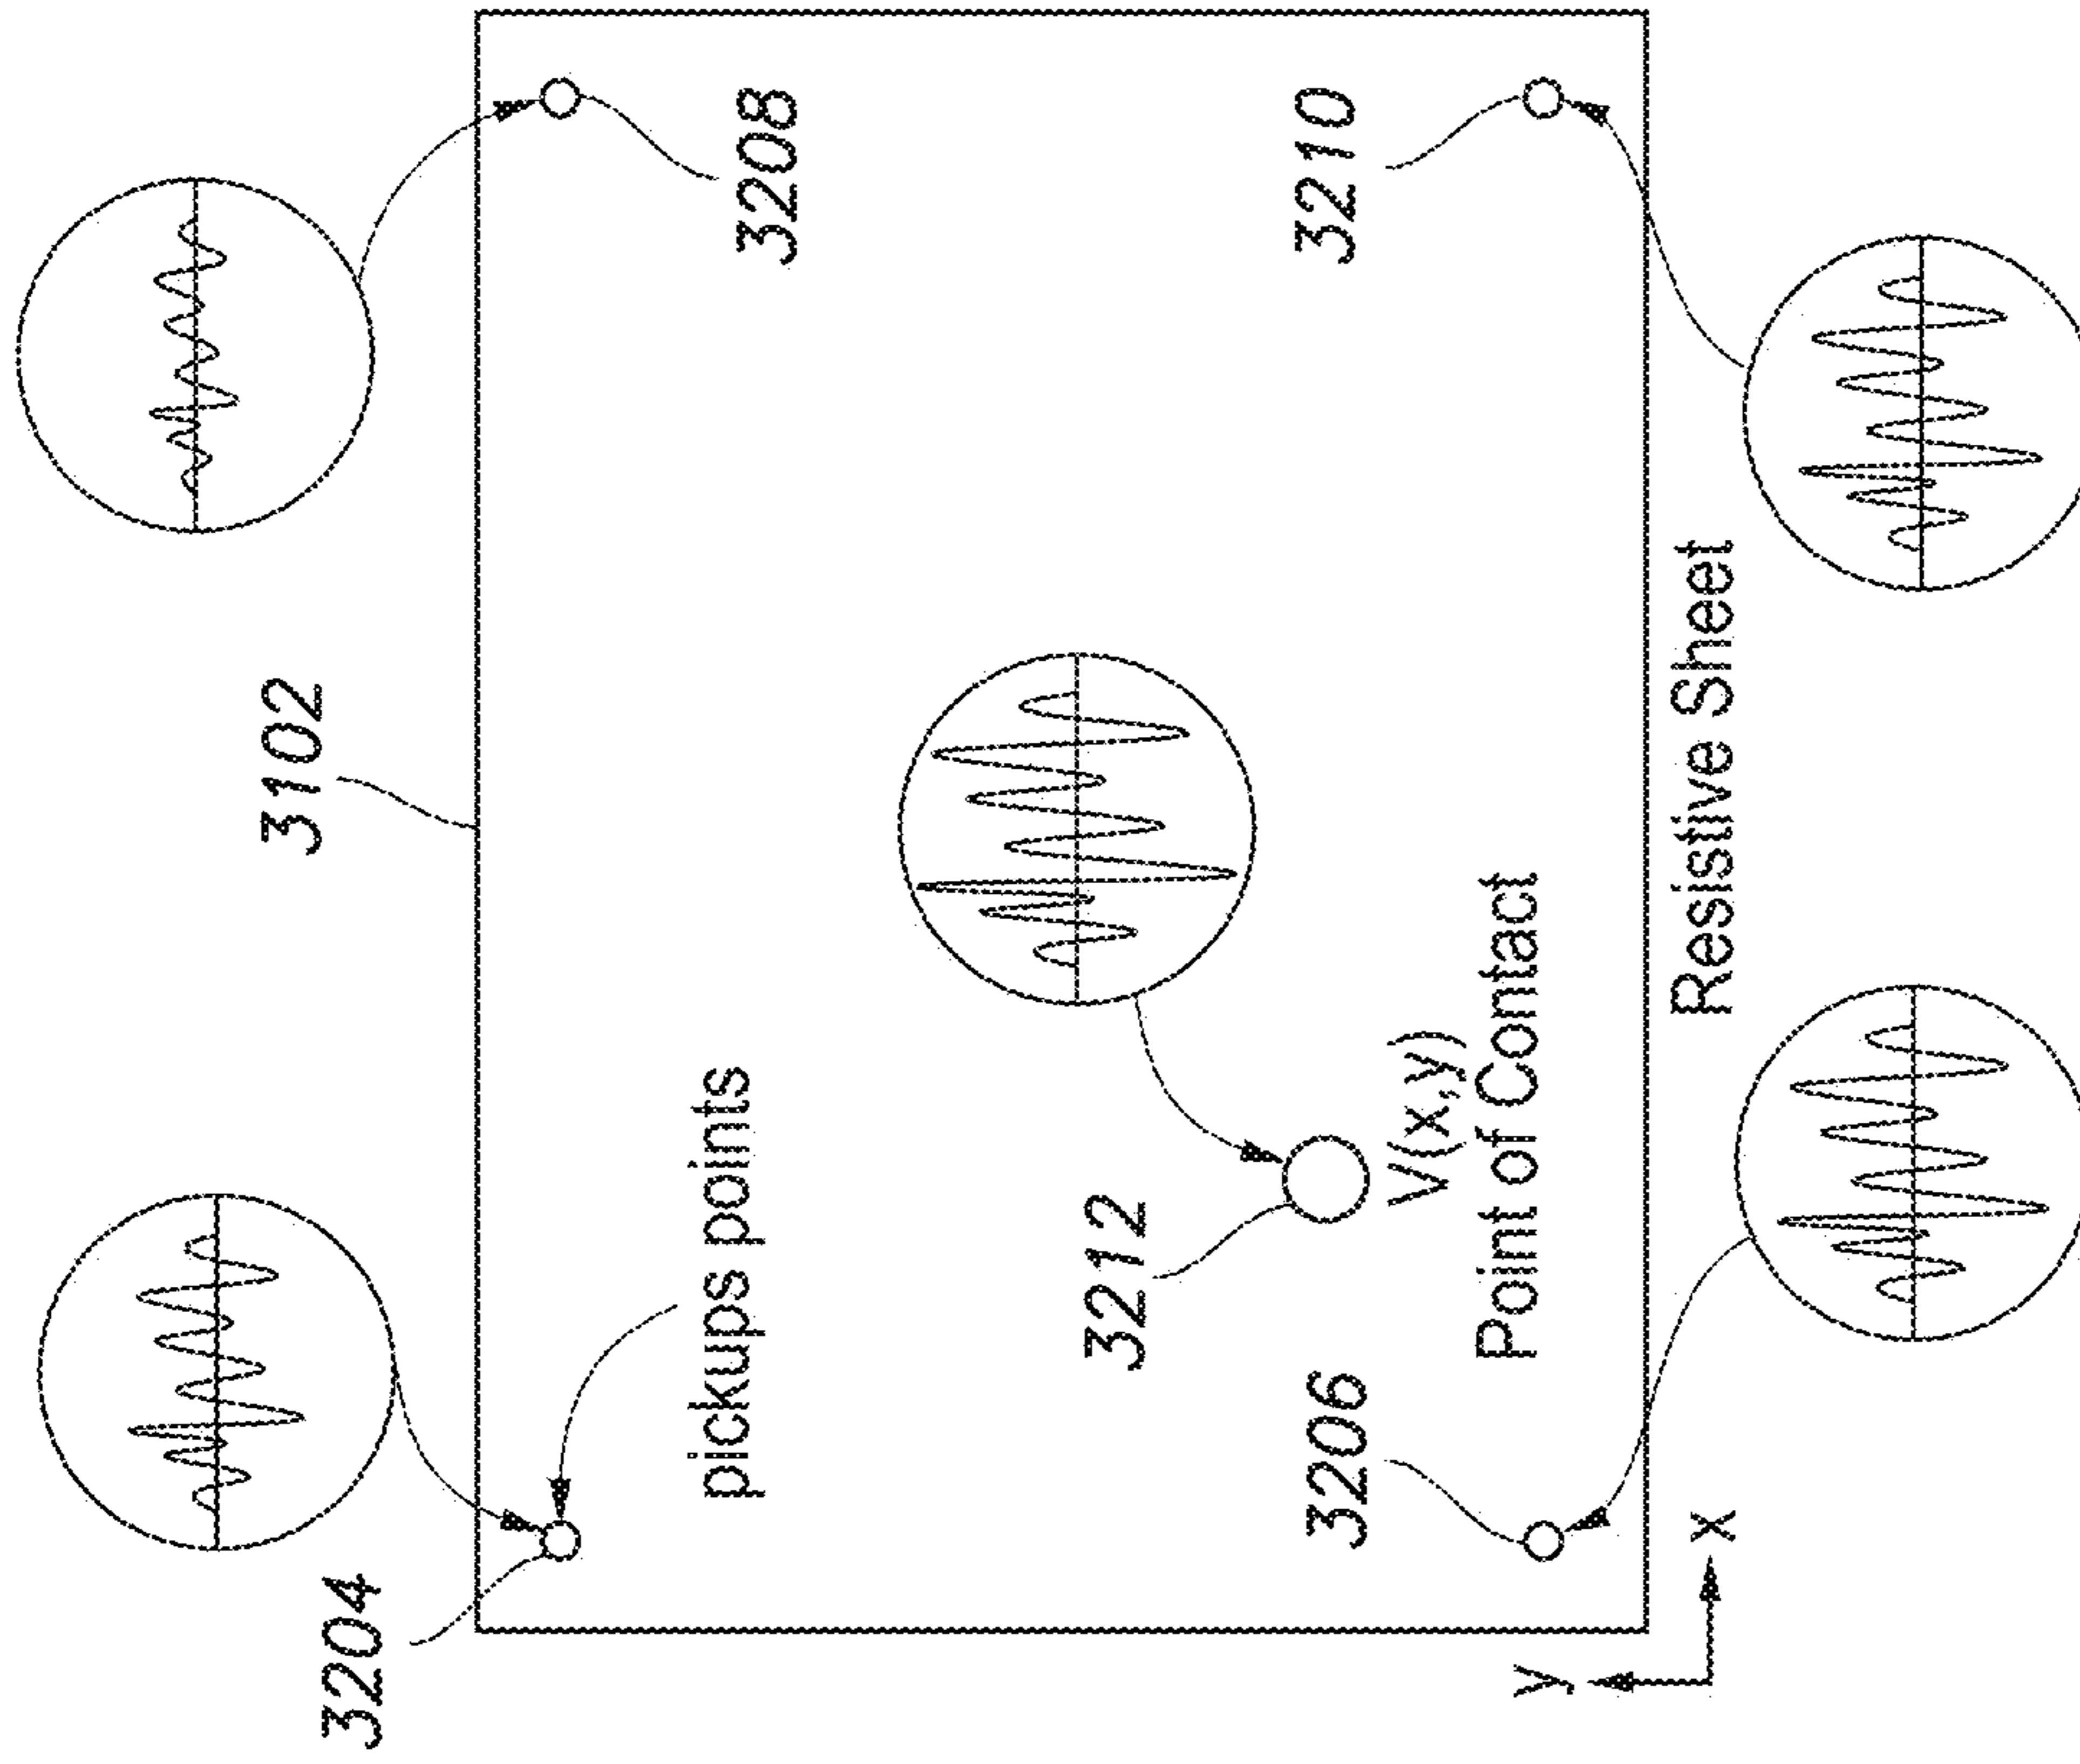 3102
3204
pickups points
3208
3212
3210
3206
V(x,y)
Point of Contact
y
Resistive Sheet
x